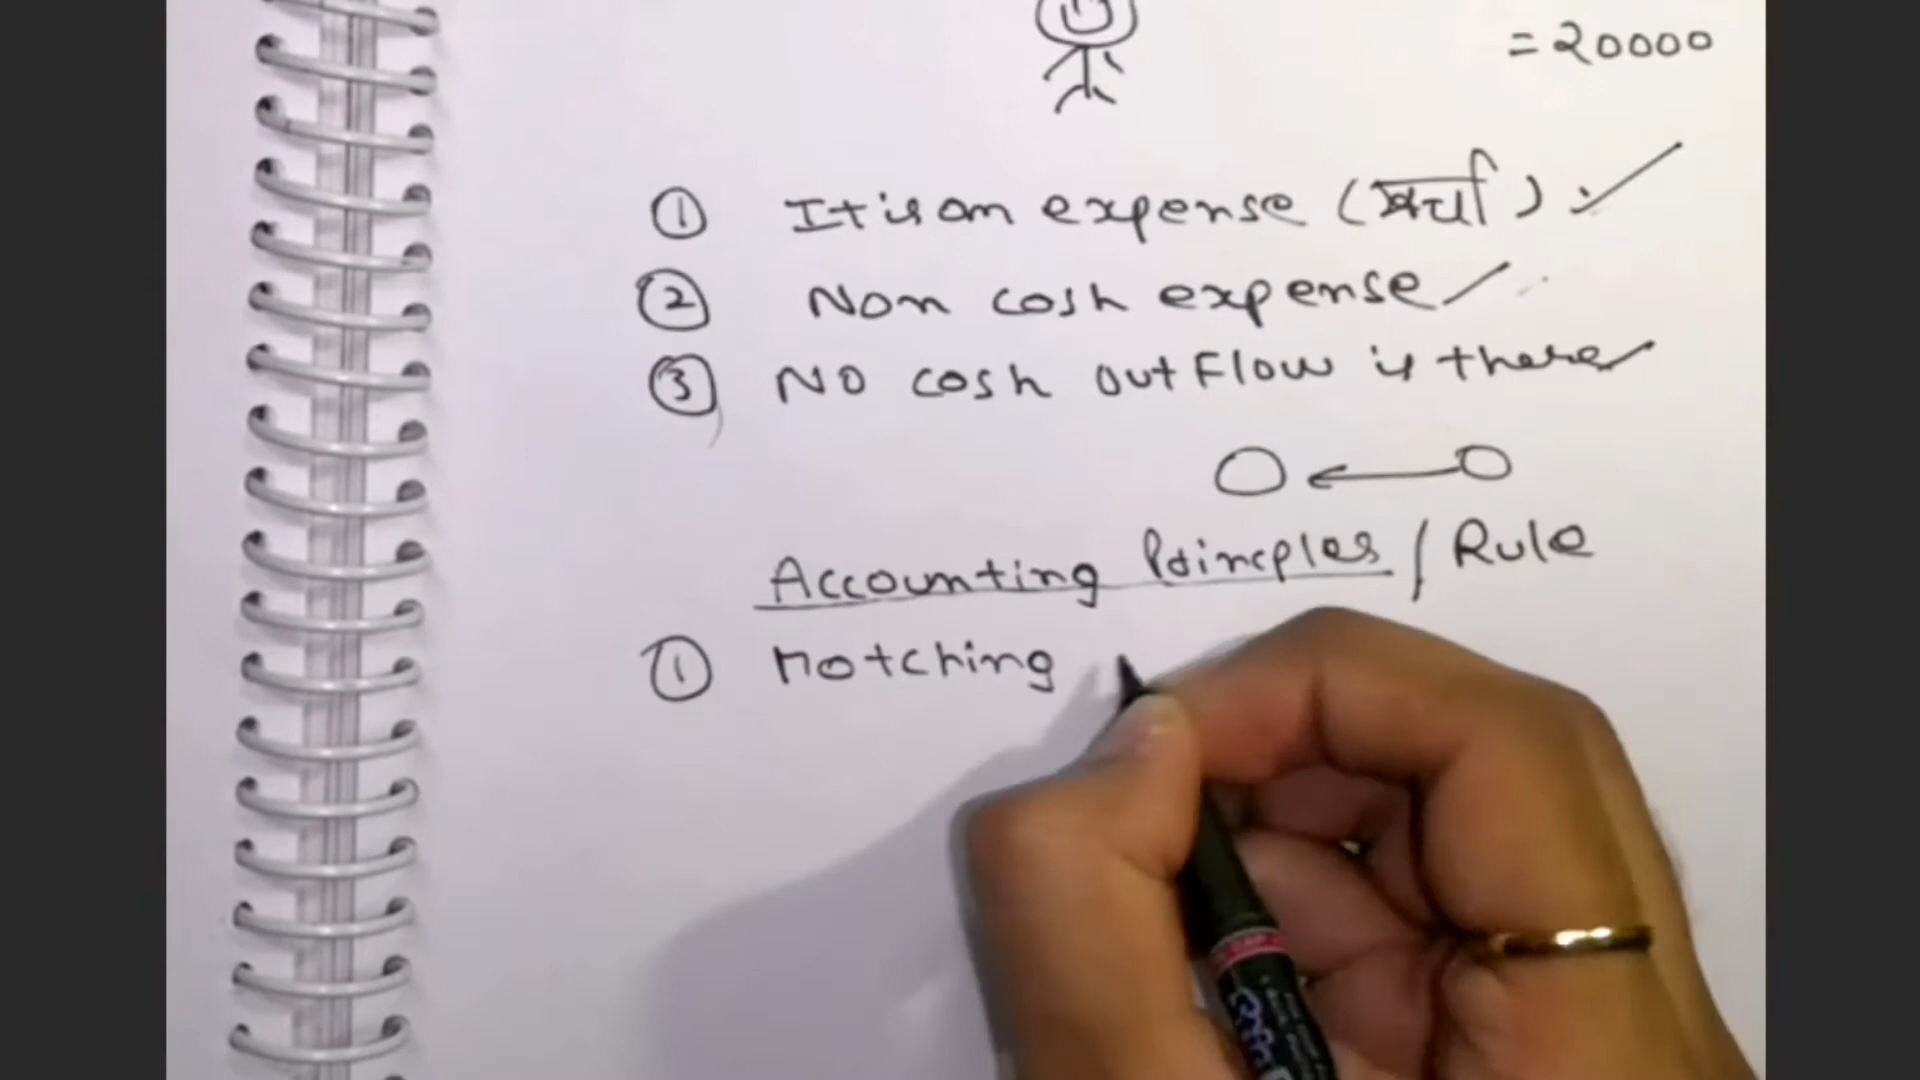 = 20000
① It is an expense (खर्चा) ✓
② Non cash expense ✓
③ No cash outflow is there
Accounting Principles / Rule
① Matching